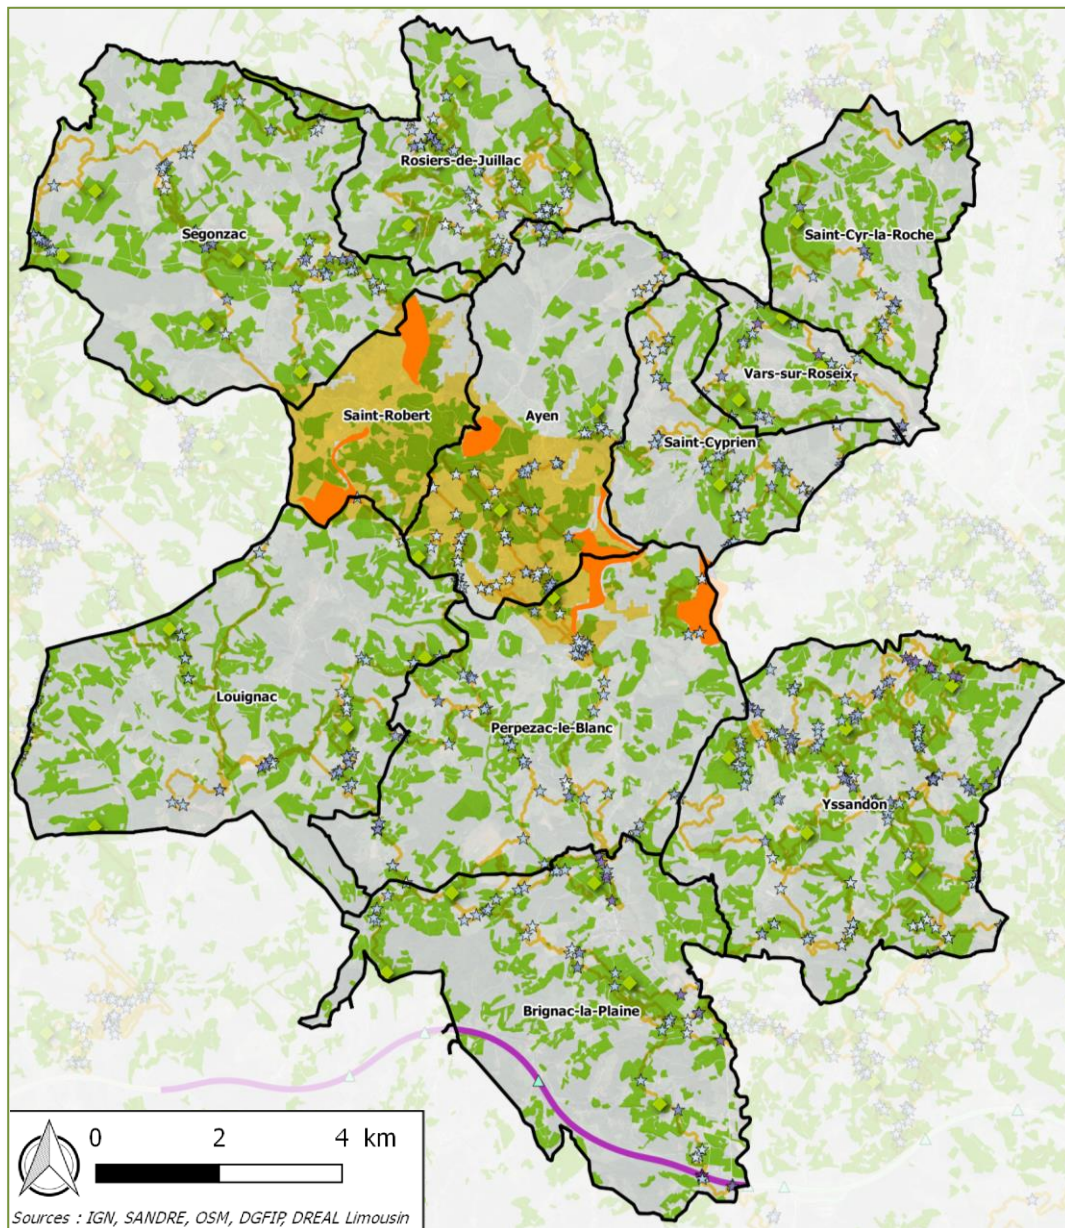 Rosiers-de-Juillac
Segonzac
Saint-Cyr-la-Roche
Vars-sur-Roseix
Saint-Robert
Ayen
Saint-Cyprien
Louignac
Perpezac-le-Blanc
Yssandon
Brignac-la-Plaine
0 2 4 km
Sources : IGN, SANDRE, OSM, DGFIP, DREAL Limousin